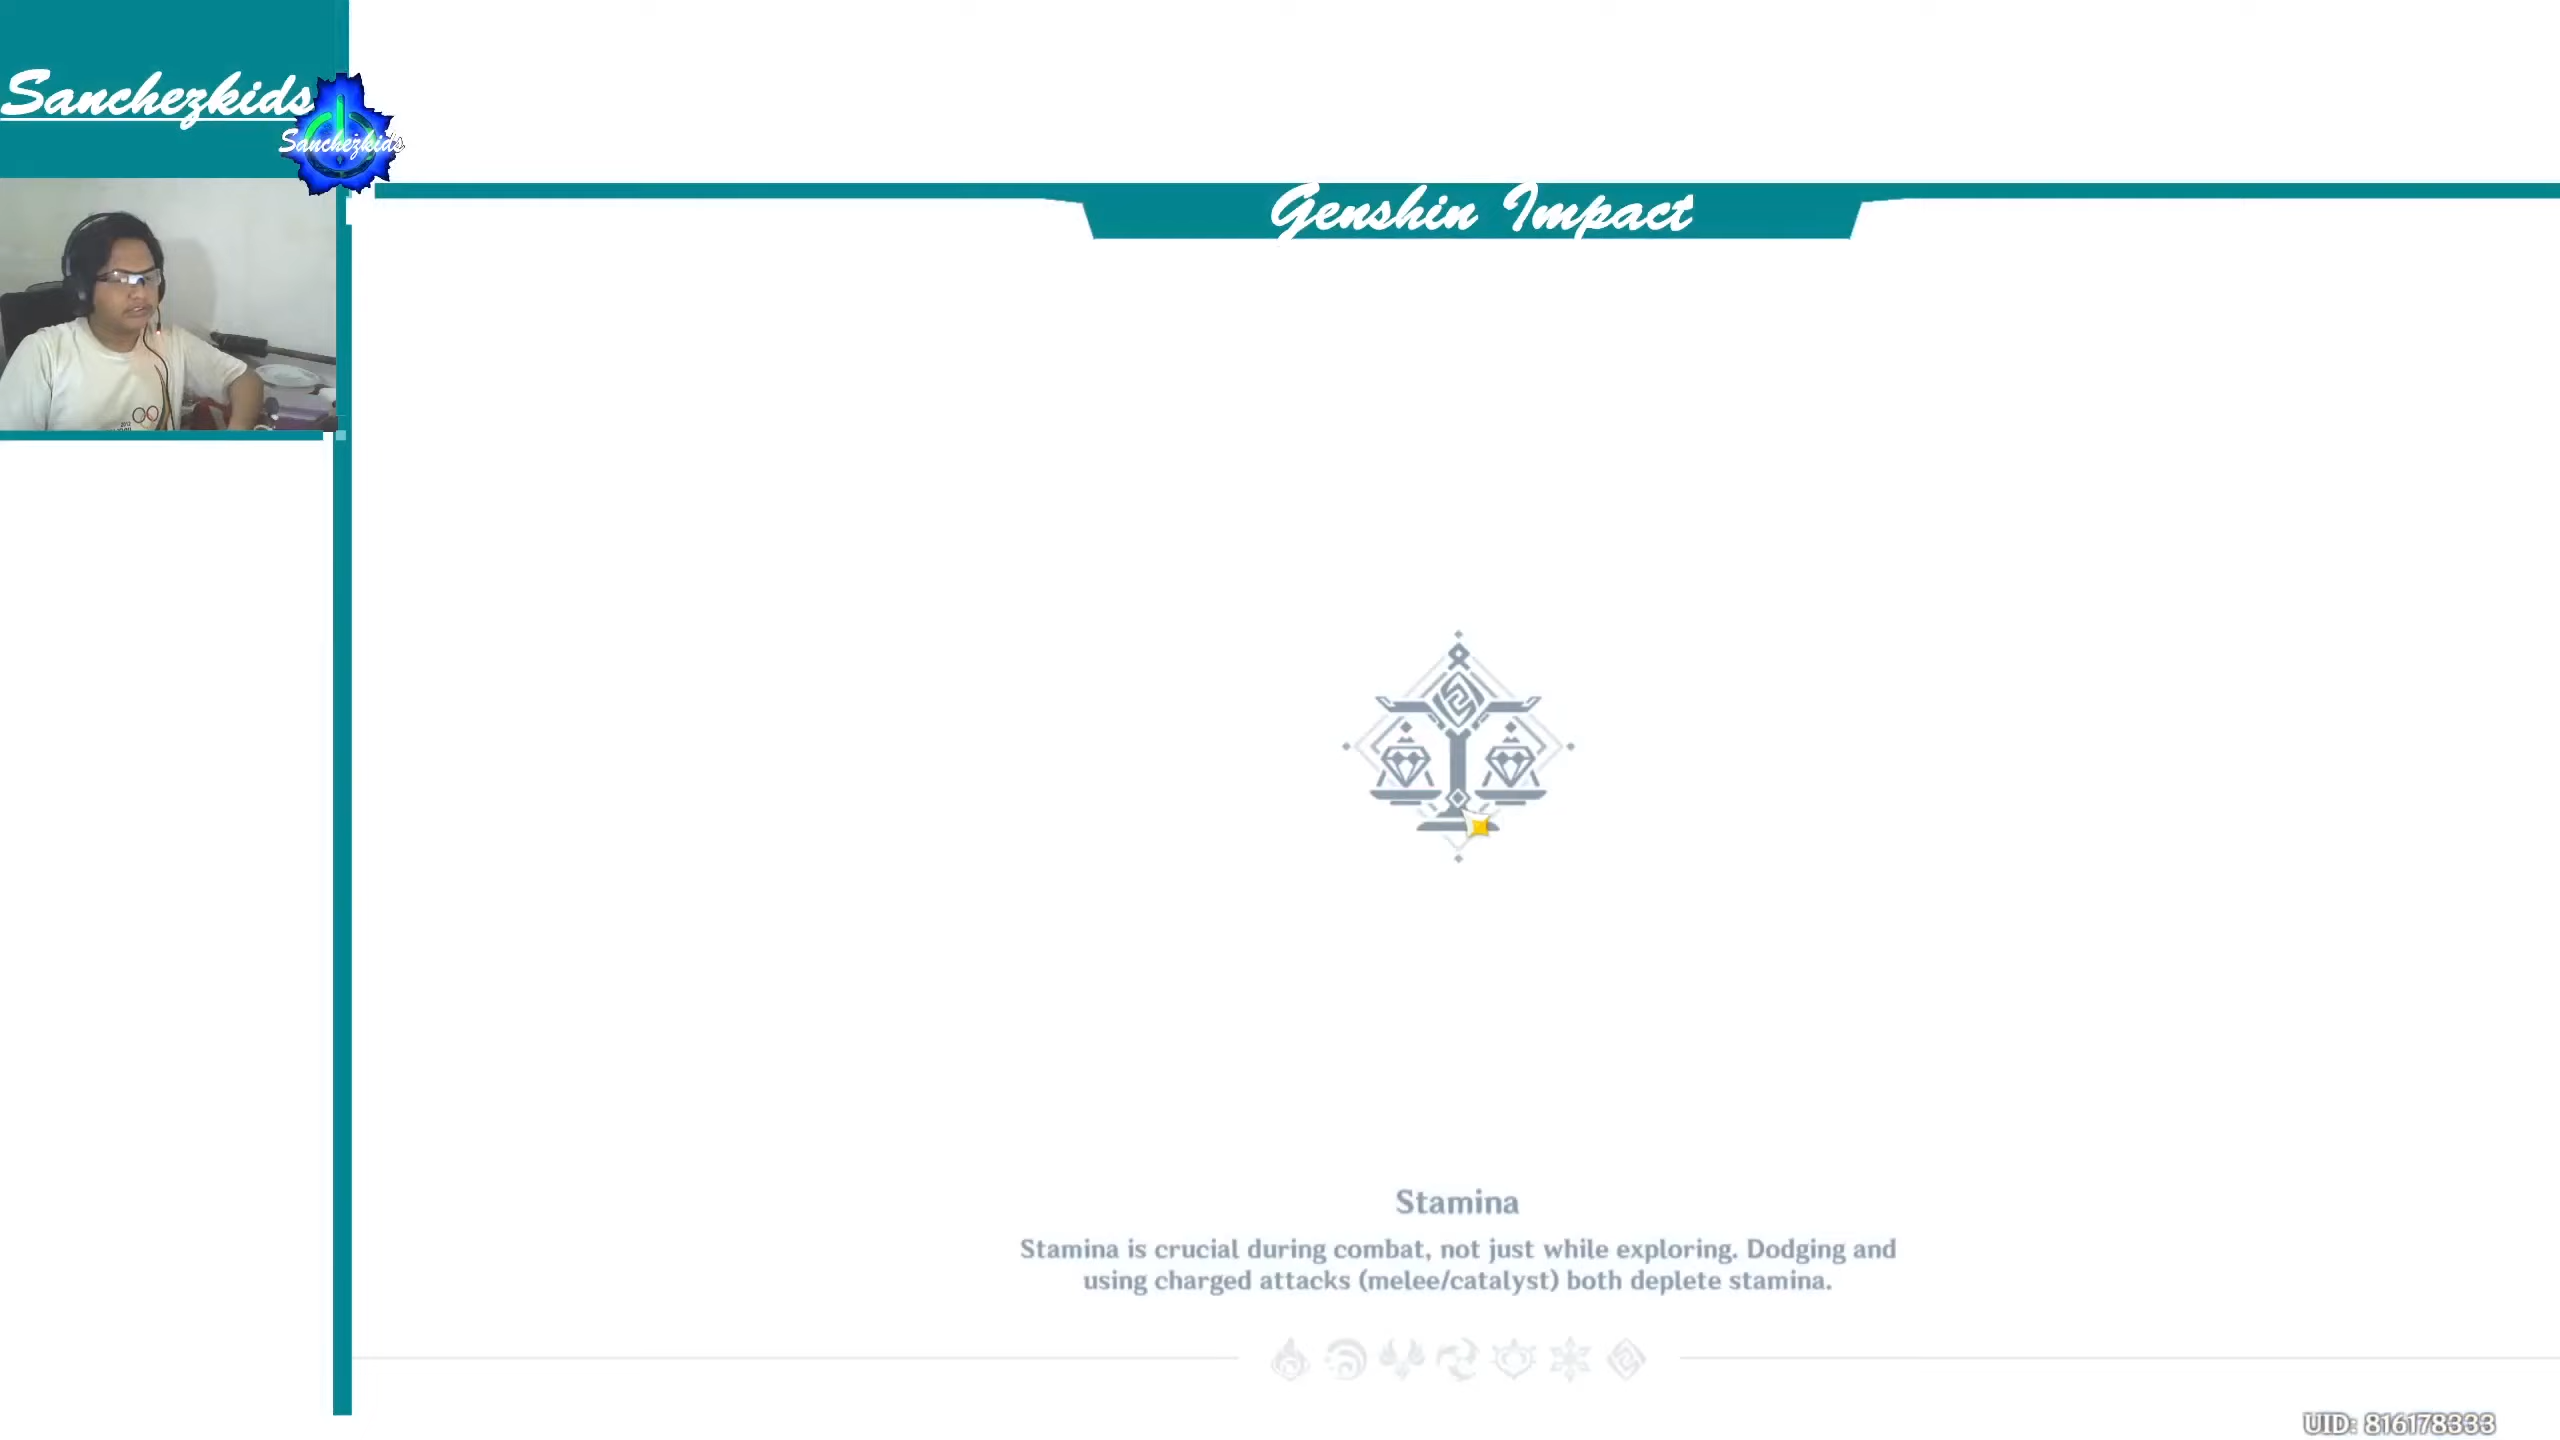 Sanchezkids
Sanchezkids
Genshin Impact
2012
Stamina
Stamina is crucial during combat, not just while exploring. Dodging and
using charged attacks (melee/catalyst) both deplete stamina.
UID: 816178333